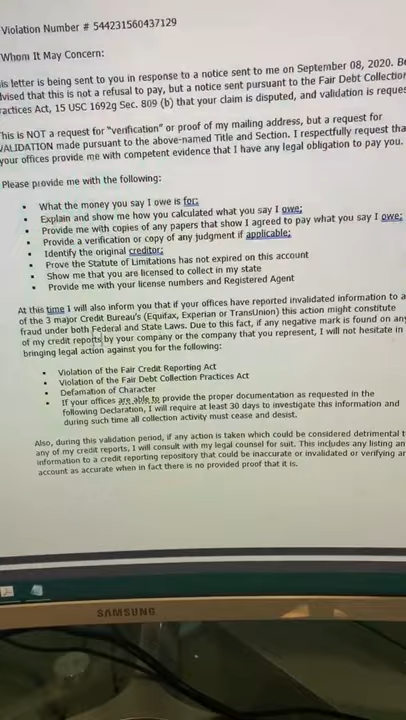 Violation Number # 544231560437129
Whom It May Concern:
is letter is being sent to you in response to a notice sent to me on September 08, 2020. Be
vised that this is not a refusal to pay, but a notice sent pursuant to the Fair Debt Collection
ractices Act, 15 USC 1692g Sec. 809 (b) that your claim is disputed, and validation is reques
his is NOT a request for "verification" or proof of my mailing address, but a request for
VALIDATION made pursuant to the above-named Title and Section. I respectfully request tha
your offices provide me with competent evidence that I have any legal obligation to pay you.
Please provide me with the following:
• What the money you say I owe is for;
• Explain and show me how you calculated what you say I owe;
• Provide me with copies of any papers that show I agreed to pay what you say I owe;
• Provide a verification or copy of any judgment if applicable;
• Identify the original creditor;
• Prove the Statute of Limitations has not expired on this account
• Show me that you are licensed to collect in my state
• Provide me with your license numbers and Registered Agent
At this time I will also inform you that if your offices have reported invalidated information to a
of the 3 major Credit Bureau's (Equifax, Experian or TransUnion) this action might constitute
fraud under both Federal and State Laws. Due to this fact, if any negative mark is found on any
of my credit reports by your company or the company that you represent, I will not hesitate in
bringing legal action against you for the following:
• Violation of the Fair Credit Reporting Act
• Violation of the Fair Debt Collection Practices Act
• Defamation of Character
• If your offices are able to provide the proper documentation as requested in the
following Declaration, I will require at least 30 days to investigate this information and
during such time all collection activity must cease and desist.
Also, during this validation period, if any action is taken which could be considered detrimental t
any of my credit reports, I will consult with my legal counsel for suit. This includes any listing an
information to a credit reporting repository that could be inaccurate or invalidated or verifying ar
account as accurate when in fact there is no provided proof that it is.
SAMSUNG